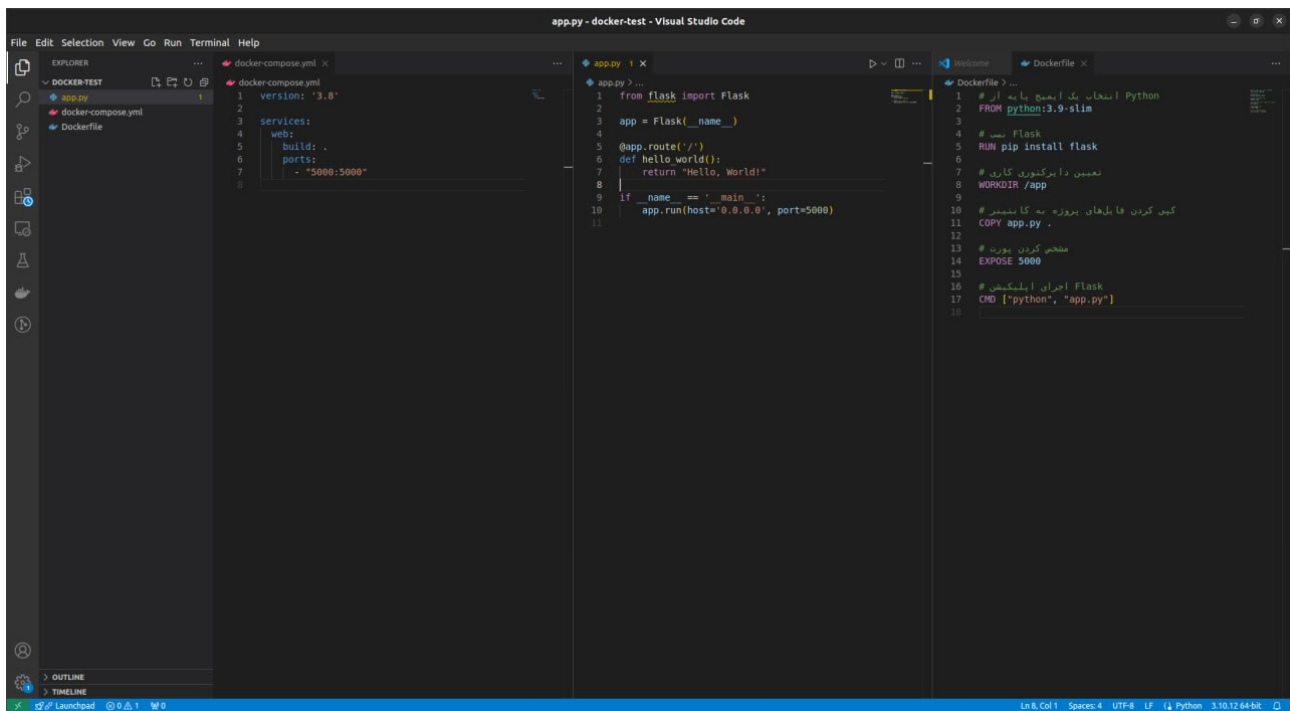 app.py - docker-test - Visual Studio Code
File Edit Selection View Go Run Terminal Help
EXPLORER
DOCKER-TEST
app.py 1
docker-compose.yml
Dockerfile
OUTLINE
TIMELINE
docker-compose.yml
docker-compose.yml
1 version: '3.8'
2
3 services:
4 web:
5 build: .
6 ports:
7 - "5000:5000"
8
app.py 1
app.py > ...
1 from flask import Flask
2
3 app = Flask(__name__)
4
5 @app.route('/')
6 def hello_world():
7 return "Hello, World!"
8
9 if __name__ == '__main__':
10 app.run(host='0.0.0.0', port=5000)
11
Welcome Dockerfile
Dockerfile > ...
1 # انتخاب یک ایمیج پایه از Python
2 FROM python:3.9-slim
3
4 # نصب Flask
5 RUN pip install flask
6
7 # تعیین دایرکتوری کاری
8 WORKDIR /app
9
10 # کپی کردن فایل‌های پروژه به کانتینر
11 COPY app.py .
12
13 # مشخص کردن پورت
14 EXPOSE 5000
15
16 # اجرای اپلیکیشن Flask
17 CMD ["python", "app.py"]
18
Launchpad 0 1 0
Ln 8, Col 1 Spaces: 4 UTF-8 LF Python 3.10.12 64-bit